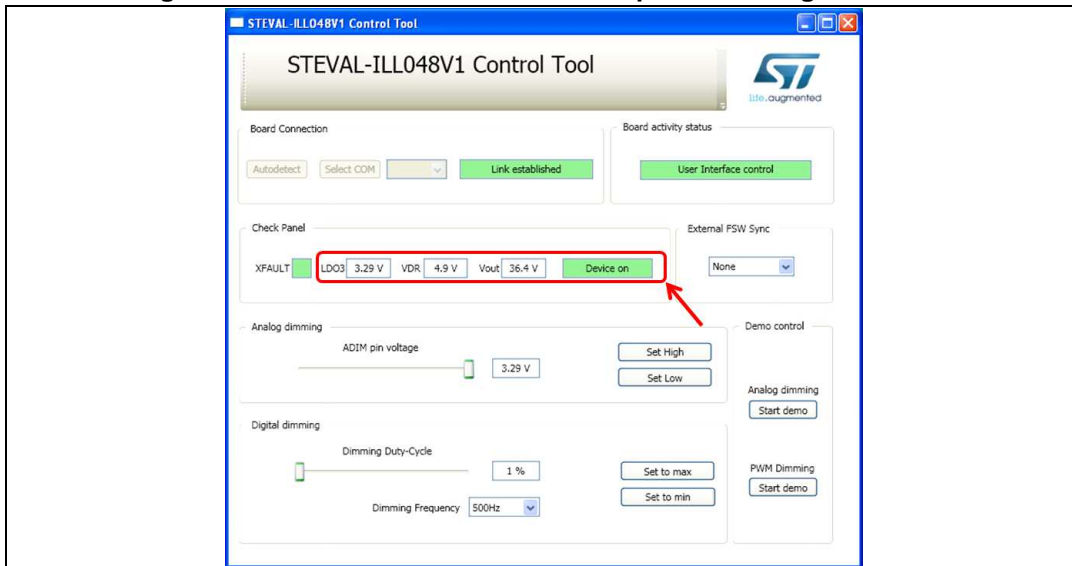 STEVAL-ILL048V1 Control Tool
STEVAL-ILL048V1 Control Tool
life.augmented
Board Connection
Autodetect
Select COM
Link established
Board activity status
User Interface control
Check Panel
XFAULT
LDO3 3.29 V
VDR 4.9 V
Vout 36.4 V
Device on
External FSW Sync
None
Analog dimming
ADIM pin voltage
3.29 V
Set High
Set Low
Digital dimming
Dimming Duty-Cycle
1 %
Set to max
Set to min
Dimming Frequency 500Hz
Demo control
Analog dimming
Start demo
PWM Dimming
Start demo